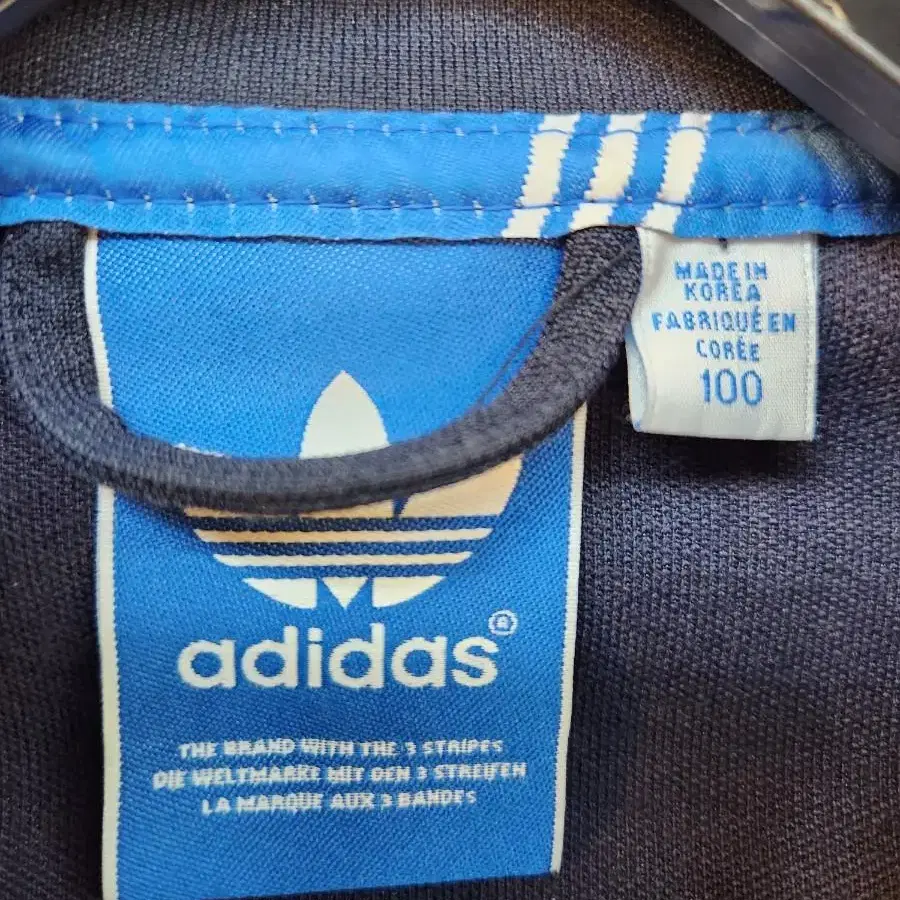 MADE IN
KOREA
FABRIQUÉ EN
CORÉE
100
adidas®
THE BRAND WITH THE 3 STRIPES
DIE WELTMARKE MIT DEN 3 STREIFEN
LA MARQUE AUX 3 BANDES